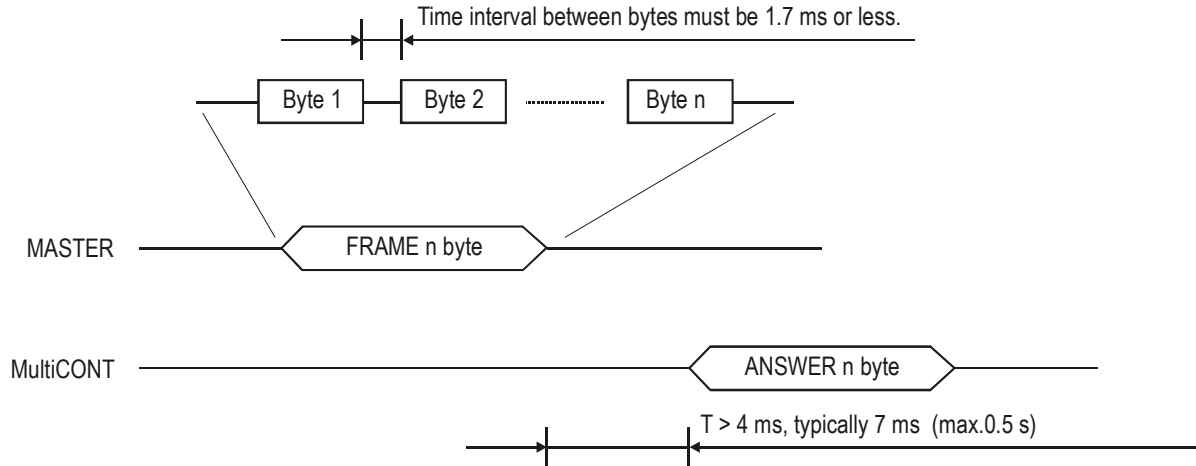 Time interval between bytes must be 1.7 ms or less.
Byte 1
Byte 2
Byte n
MASTER
FRAME n byte
MultiCONT
ANSWER n byte
T > 4 ms, typically 7 ms (max.0.5 s)